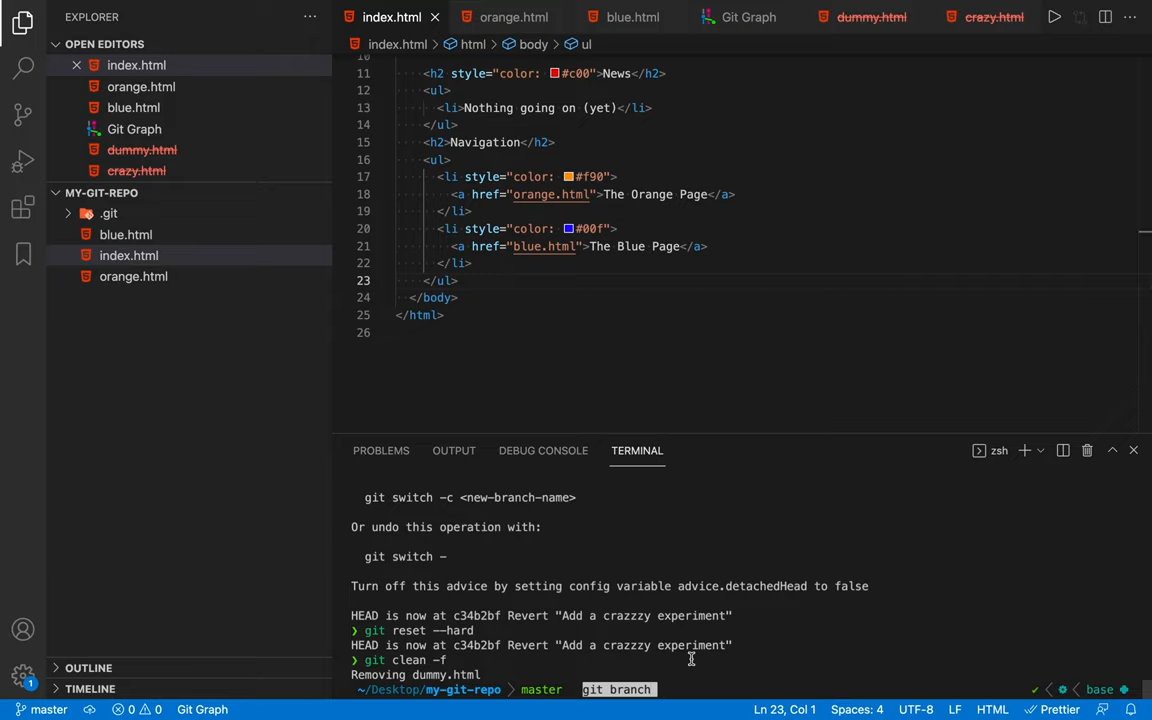 EXPLORER
OPEN EDITORS
index.html
orange.html
blue.html
Git Graph
dummy.html
crazy.html
MY-GIT-REPO
.git
blue.html
index.html
orange.html
OUTLINE
TIMELINE
index.html orange.html blue.html Git Graph dummy.html crazy.html
index.html > html > body > ul
10
11 <h2 style="color: #c00">News</h2>
12 <ul>
13 <li>Nothing going on (yet)</li>
14 </ul>
15 <h2>Navigation</h2>
16 <ul>
17 <li style="color: #f90">
18 <a href="orange.html">The Orange Page</a>
19 </li>
20 <li style="color: #00f">
21 <a href="blue.html">The Blue Page</a>
22 </li>
23 </ul>
24 </body>
25 </html>
26
PROBLEMS OUTPUT DEBUG CONSOLE TERMINAL zsh
git switch -c <new-branch-name>
Or undo this operation with:
git switch -
Turn off this advice by setting config variable advice.detachedHead to false
HEAD is now at c34b2bf Revert "Add a crazzzy experiment"
❯ git reset --hard
HEAD is now at c34b2bf Revert "Add a crazzzy experiment"
❯ git clean -f
Removing dummy.html
~/Desktop/my-git-repo master git branch ✔ base
1
master 0 0 Git Graph Ln 23, Col 1 Spaces: 4 UTF-8 LF HTML Prettier